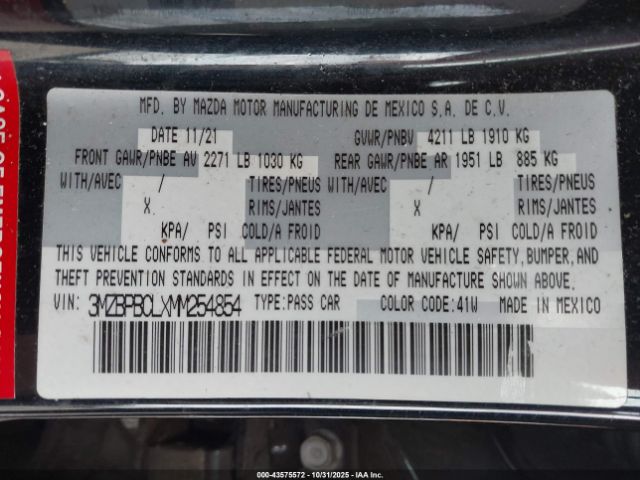 MFD. BY MAZDA MOTOR MANUFACTURING DE MEXICO S.A. DE C.V.
DATE 11/21 GVWR/PNBV 4211 LB 1910 KG
FRONT GAWR/PNBE AV 2271 LB 1030 KG REAR GAWR/PNBE AR 1951 LB 885 KG
WITH/AVEC / TIRES/PNEUS WITH/AVEC / TIRES/PNEUS
X RIMS/JANTES X RIMS/JANTES
KPA/ PSI COLD/A FROID KPA/ PSI COLD/A FROID
THIS VEHICLE CONFORMS TO ALL APPLICABLE FEDERAL MOTOR VEHICLE SAFETY, BUMPER, AND
THEFT PREVENTION STANDARDS IN EFFECT ON THE DATE OF MANUFACTURE SHOWN ABOVE.
VIN: 3MZBPBCLXMM254854 TYPE:PASS CAR COLOR CODE:41W MADE IN MEXICO
000-43575572 | 10/31/2025 - IAA Inc.